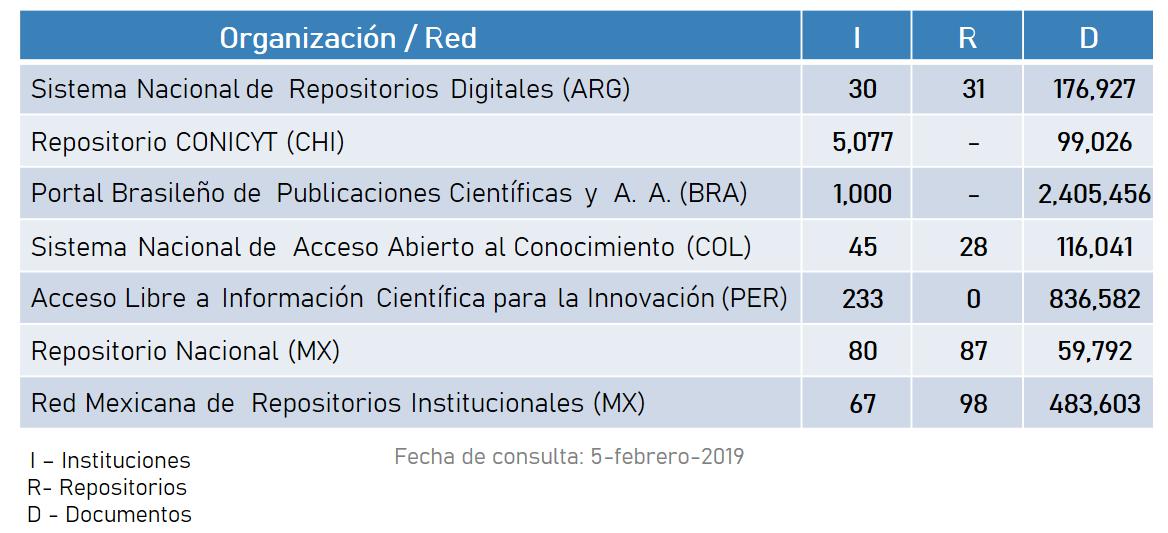 Organización / Red I R D
Sistema Nacional de Repositorios Digitales (ARG) 30 31 176,927
Repositorio CONICYT (CHI) 5,077 - 99,026
Portal Brasileño de Publicaciones Científicas y A. A. (BRA) 1,000 - 2,405,456
Sistema Nacional de Acceso Abierto al Conocimiento (COL) 45 28 116,041
Acceso Libre a Información Científica para la Innovación (PER) 233 0 836,582
Repositorio Nacional (MX) 80 87 59,792
Red Mexicana de Repositorios Institucionales (MX) 67 98 483,603
I – Instituciones
Fecha de consulta: 5-febrero-2019
R- Repositorios
D - Documentos